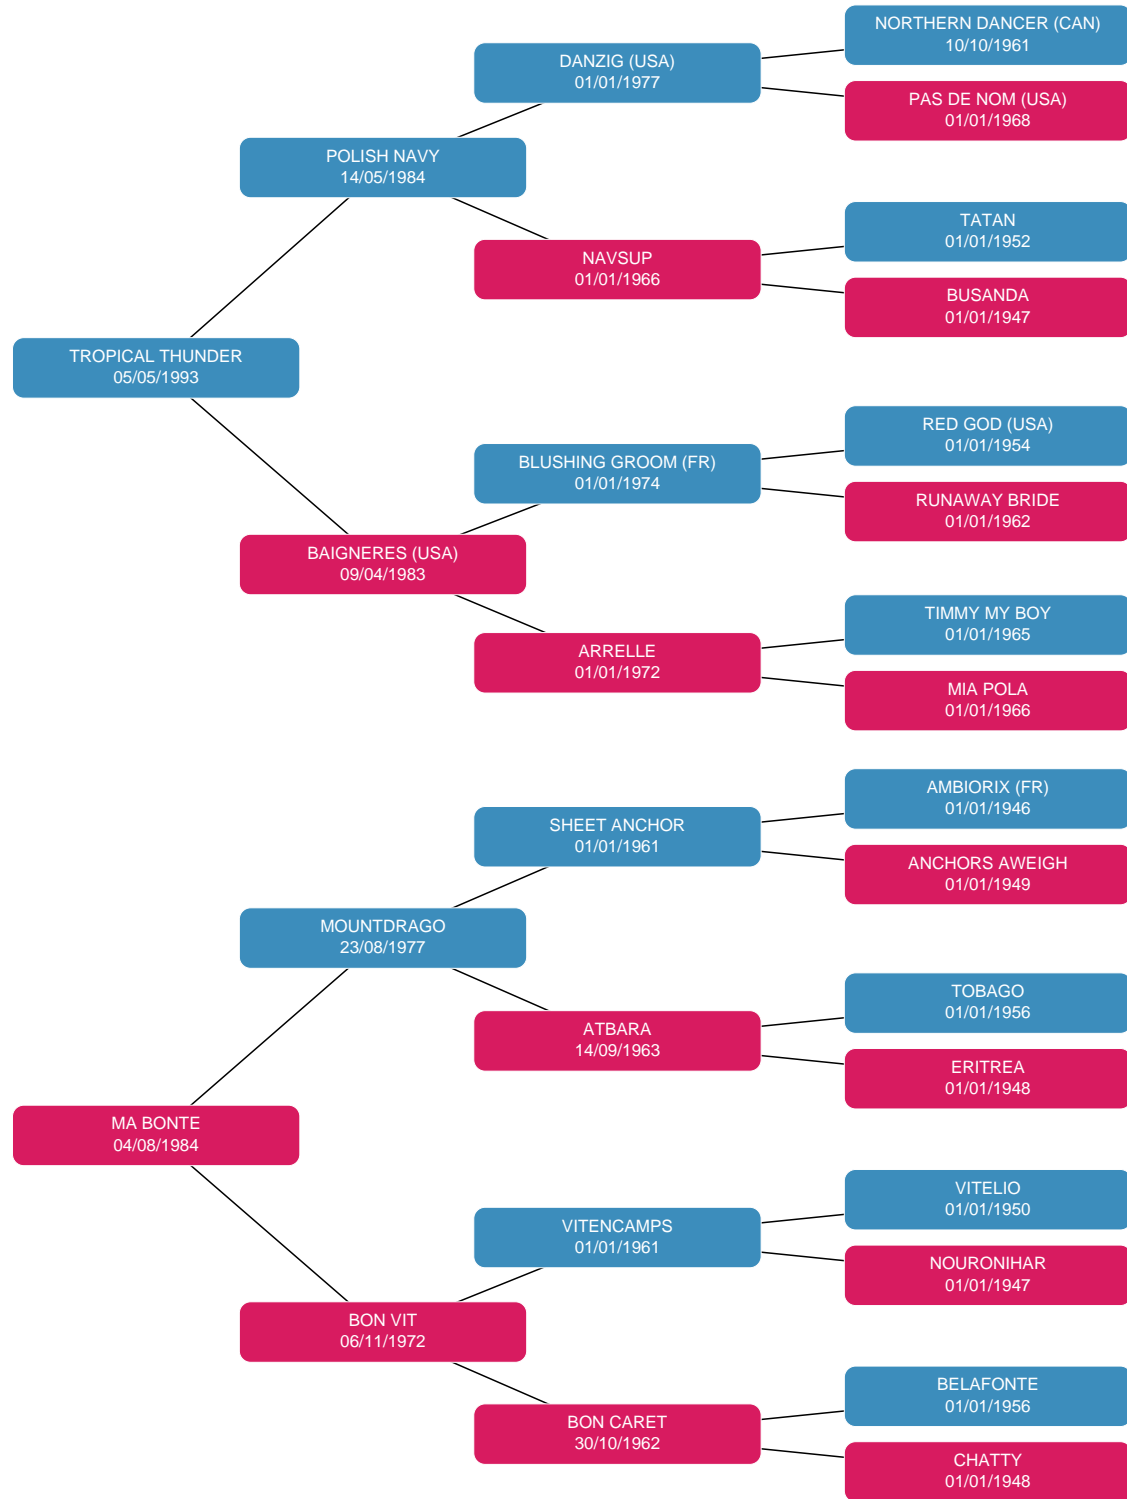 NORTHERN DANCER (CAN)
10/10/1961
DANZIG (USA)
01/01/1977
PAS DE NOM (USA)
01/01/1968
POLISH NAVY
14/05/1984
TATAN
01/01/1952
NAVSUP
01/01/1966
BUSANDA
01/01/1947
TROPICAL THUNDER
05/05/1993
RED GOD (USA)
01/01/1954
BLUSHING GROOM (FR)
01/01/1974
RUNAWAY BRIDE
01/01/1962
BAIGNERES (USA)
09/04/1983
TIMMY MY BOY
01/01/1965
ARRELLE
01/01/1972
MIA POLA
01/01/1966
AMBIORIX (FR)
01/01/1946
SHEET ANCHOR
01/01/1961
ANCHORS AWEIGH
01/01/1949
MOUNTDRAGO
23/08/1977
TOBAGO
01/01/1956
ATBARA
14/09/1963
ERITREA
01/01/1948
MA BONTE
04/08/1984
VITELIO
01/01/1950
VITENCAMPS
01/01/1961
NOURONIHAR
01/01/1947
BON VIT
06/11/1972
BELAFONTE
01/01/1956
BON CARET
30/10/1962
CHATTY
01/01/1948